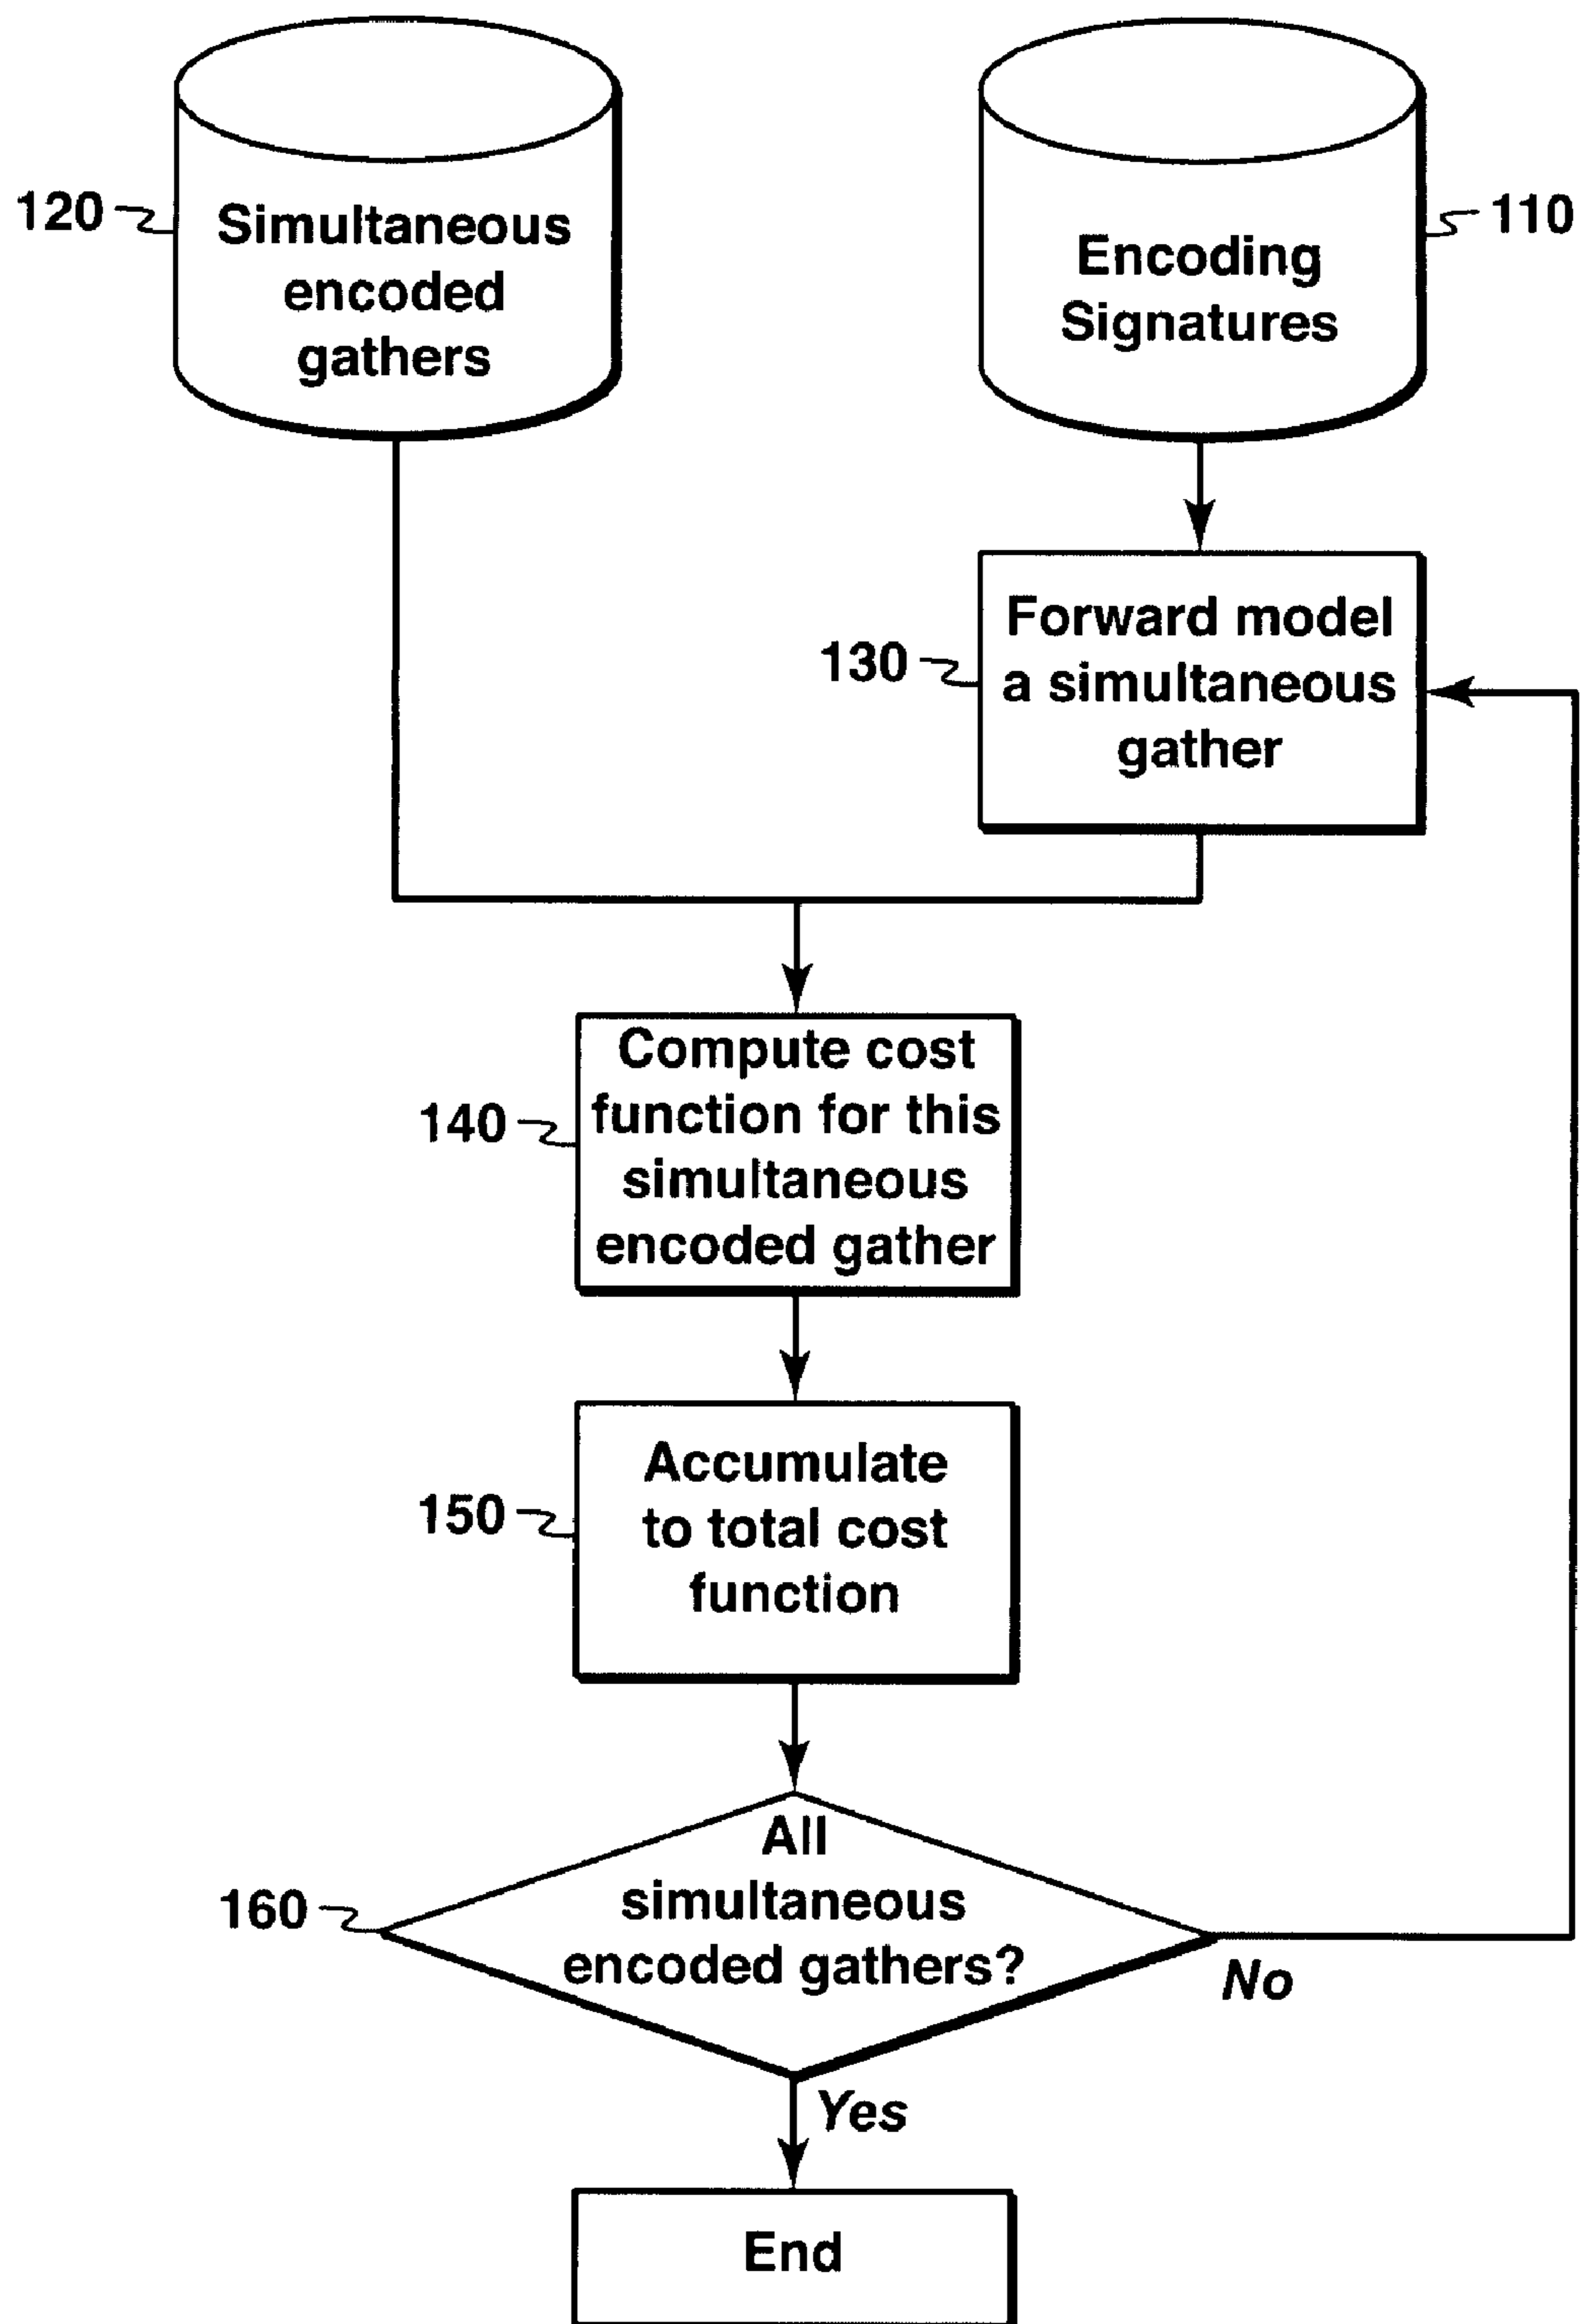 120
Simultaneous
encoded
gathers
Encoding
Signatures
110
130
Forward model
a simultaneous
gather
140
Compute cost
function for this
simultaneous
encoded gather
150
Accumulate
to total cost
function
160
All
simultaneous
encoded gathers?
No
Yes
End